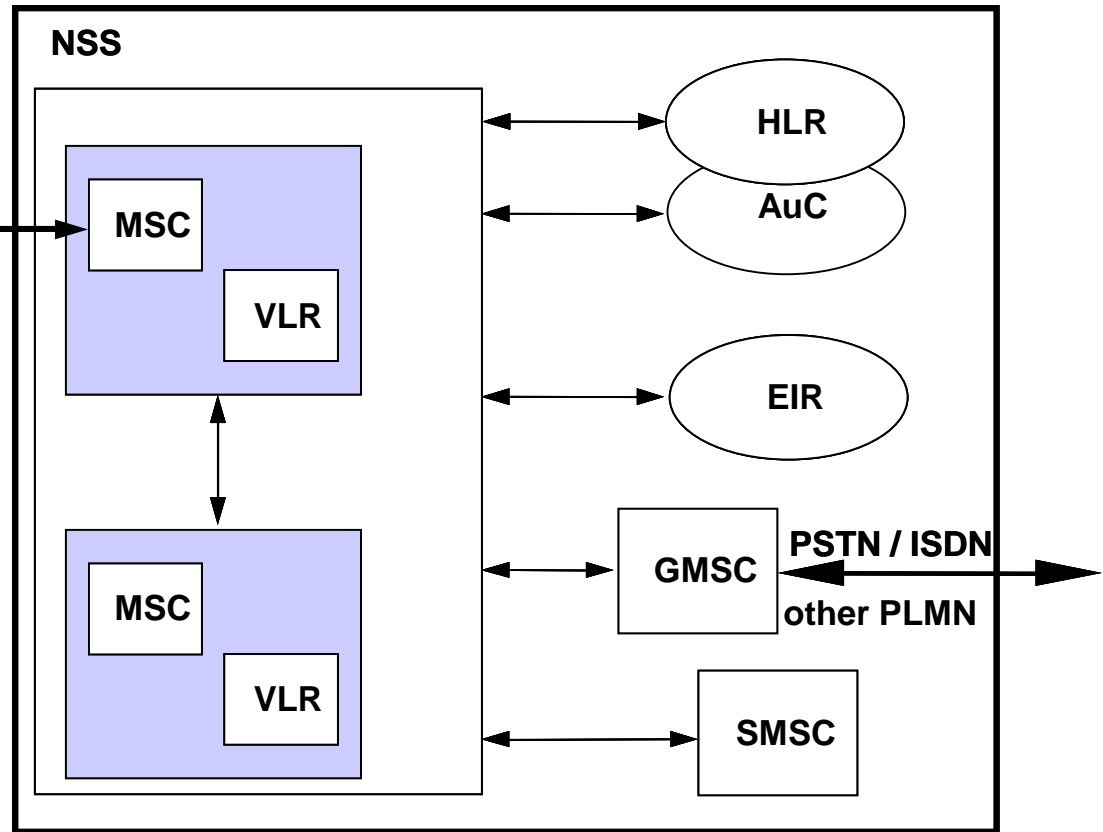 NSS
HLR
MSC
AuC
VLR
EIR
PSTN / ISDN
GMSC
MSC
other PLMN
VLR
SMSC